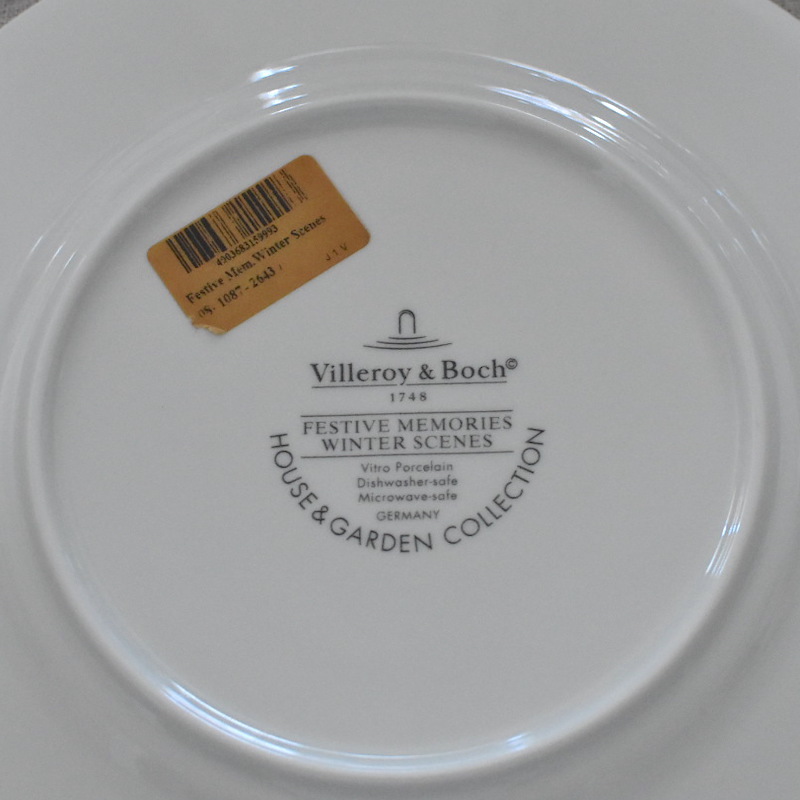 4003683159993
Festive Mem.Winter Scenes
08- 1087-2643
J 1 V
Villeroy & Boch©
1748
FESTIVE MEMORIES
WINTER SCENES
Vitro Porcelain
Dishwasher-safe
Microwave-safe
GERMANY
HOUSE & GARDEN COLLECTION